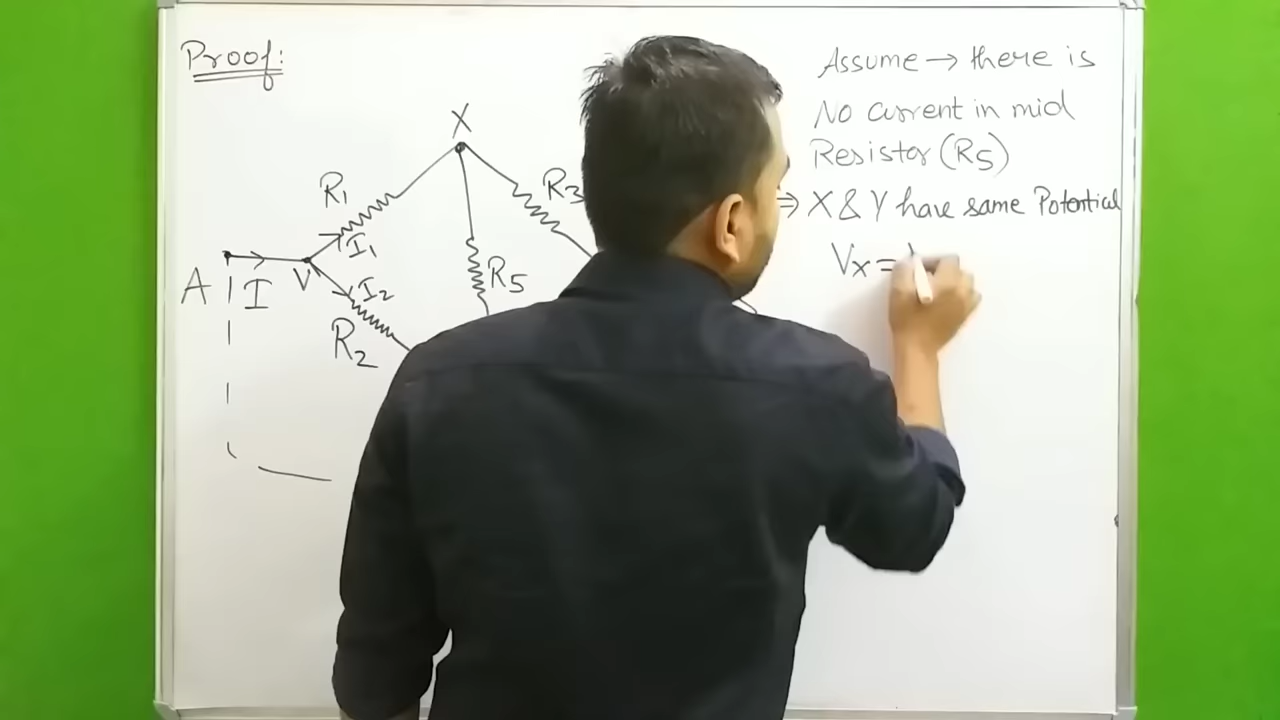 Proof:
Assume → there is
No current in mid
Resistor (R5)
⇒ X & Y have same Potential
Vx =
X
R1
R3
I1
A
I
V
I2
R5
R2